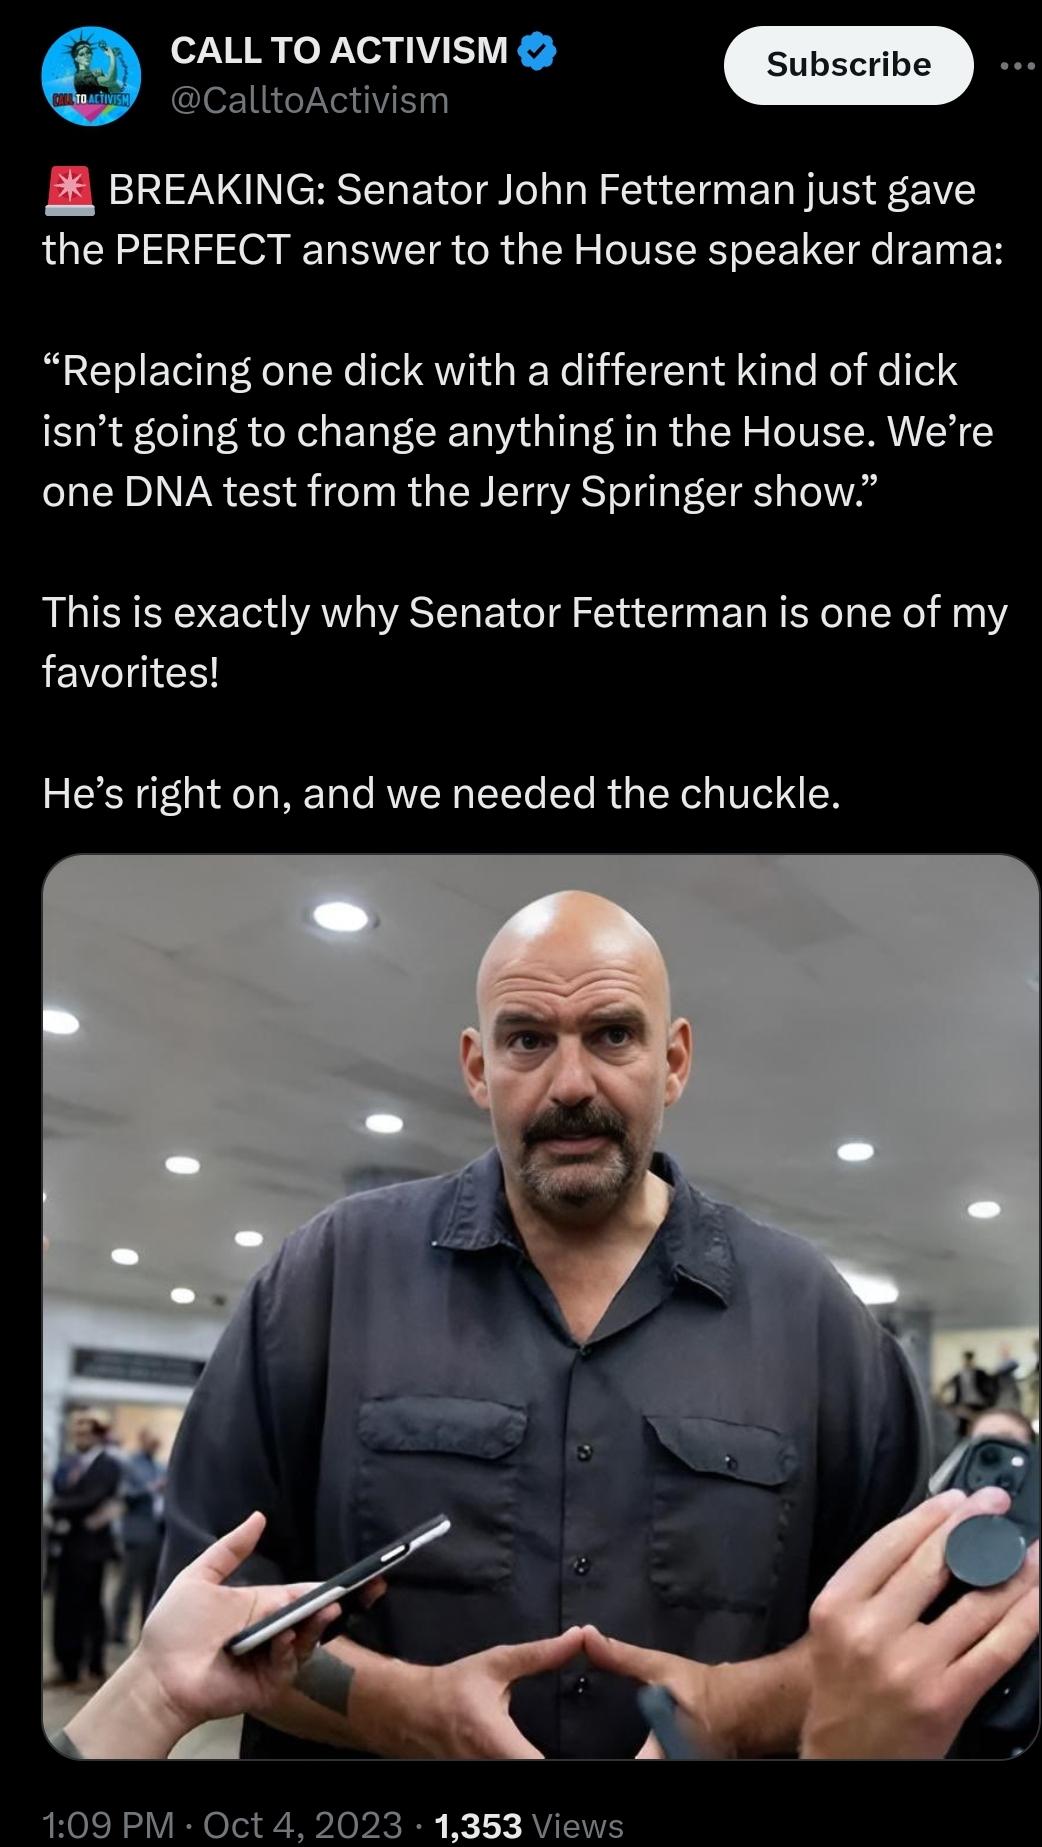 CALL TO ACTIVISM
Subscribe
@CalltoActivism
CALL TO ACTIVISM
🚨 BREAKING: Senator John Fetterman just gave
the PERFECT answer to the House speaker drama:
“Replacing one dick with a different kind of dick
isn’t going to change anything in the House. We’re
one DNA test from the Jerry Springer show.”
This is exactly why Senator Fetterman is one of my
favorites!
He’s right on, and we needed the chuckle.
1:09 PM · Oct 4, 2023 · 1,353 Views